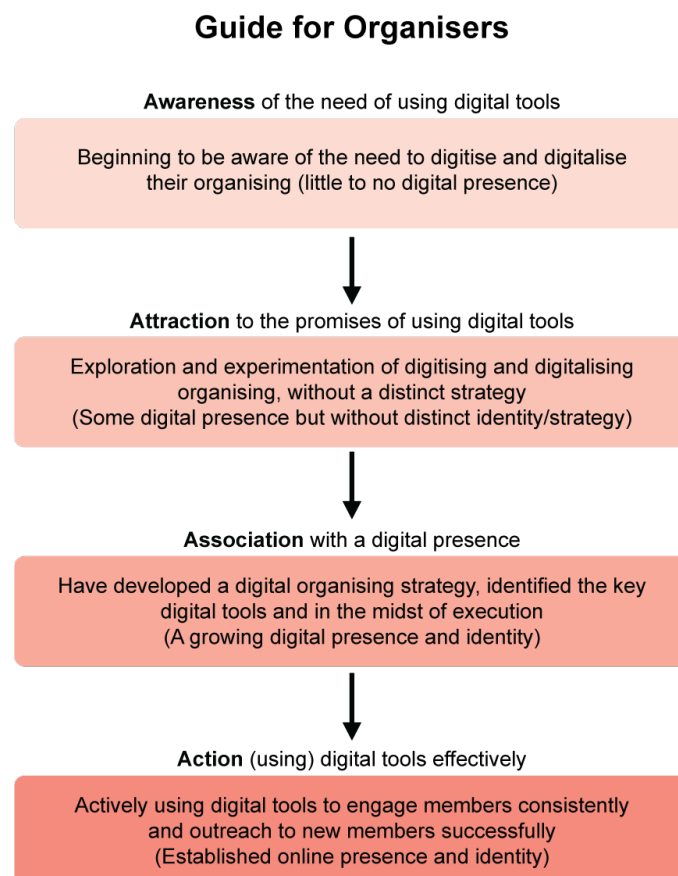 Guide for Organisers
Awareness of the need of using digital tools
Beginning to be aware of the need to digitise and digitalise
their organising (little to no digital presence)
Attraction to the promises of using digital tools
Exploration and experimentation of digitising and digitalising
organising, without a distinct strategy
(Some digital presence but without distinct identity/strategy)
Association with a digital presence
Have developed a digital organising strategy, identified the key
digital tools and in the midst of execution
(A growing digital presence and identity)
Action (using) digital tools effectively
Actively using digital tools to engage members consistently
and outreach to new members successfully
(Established online presence and identity)